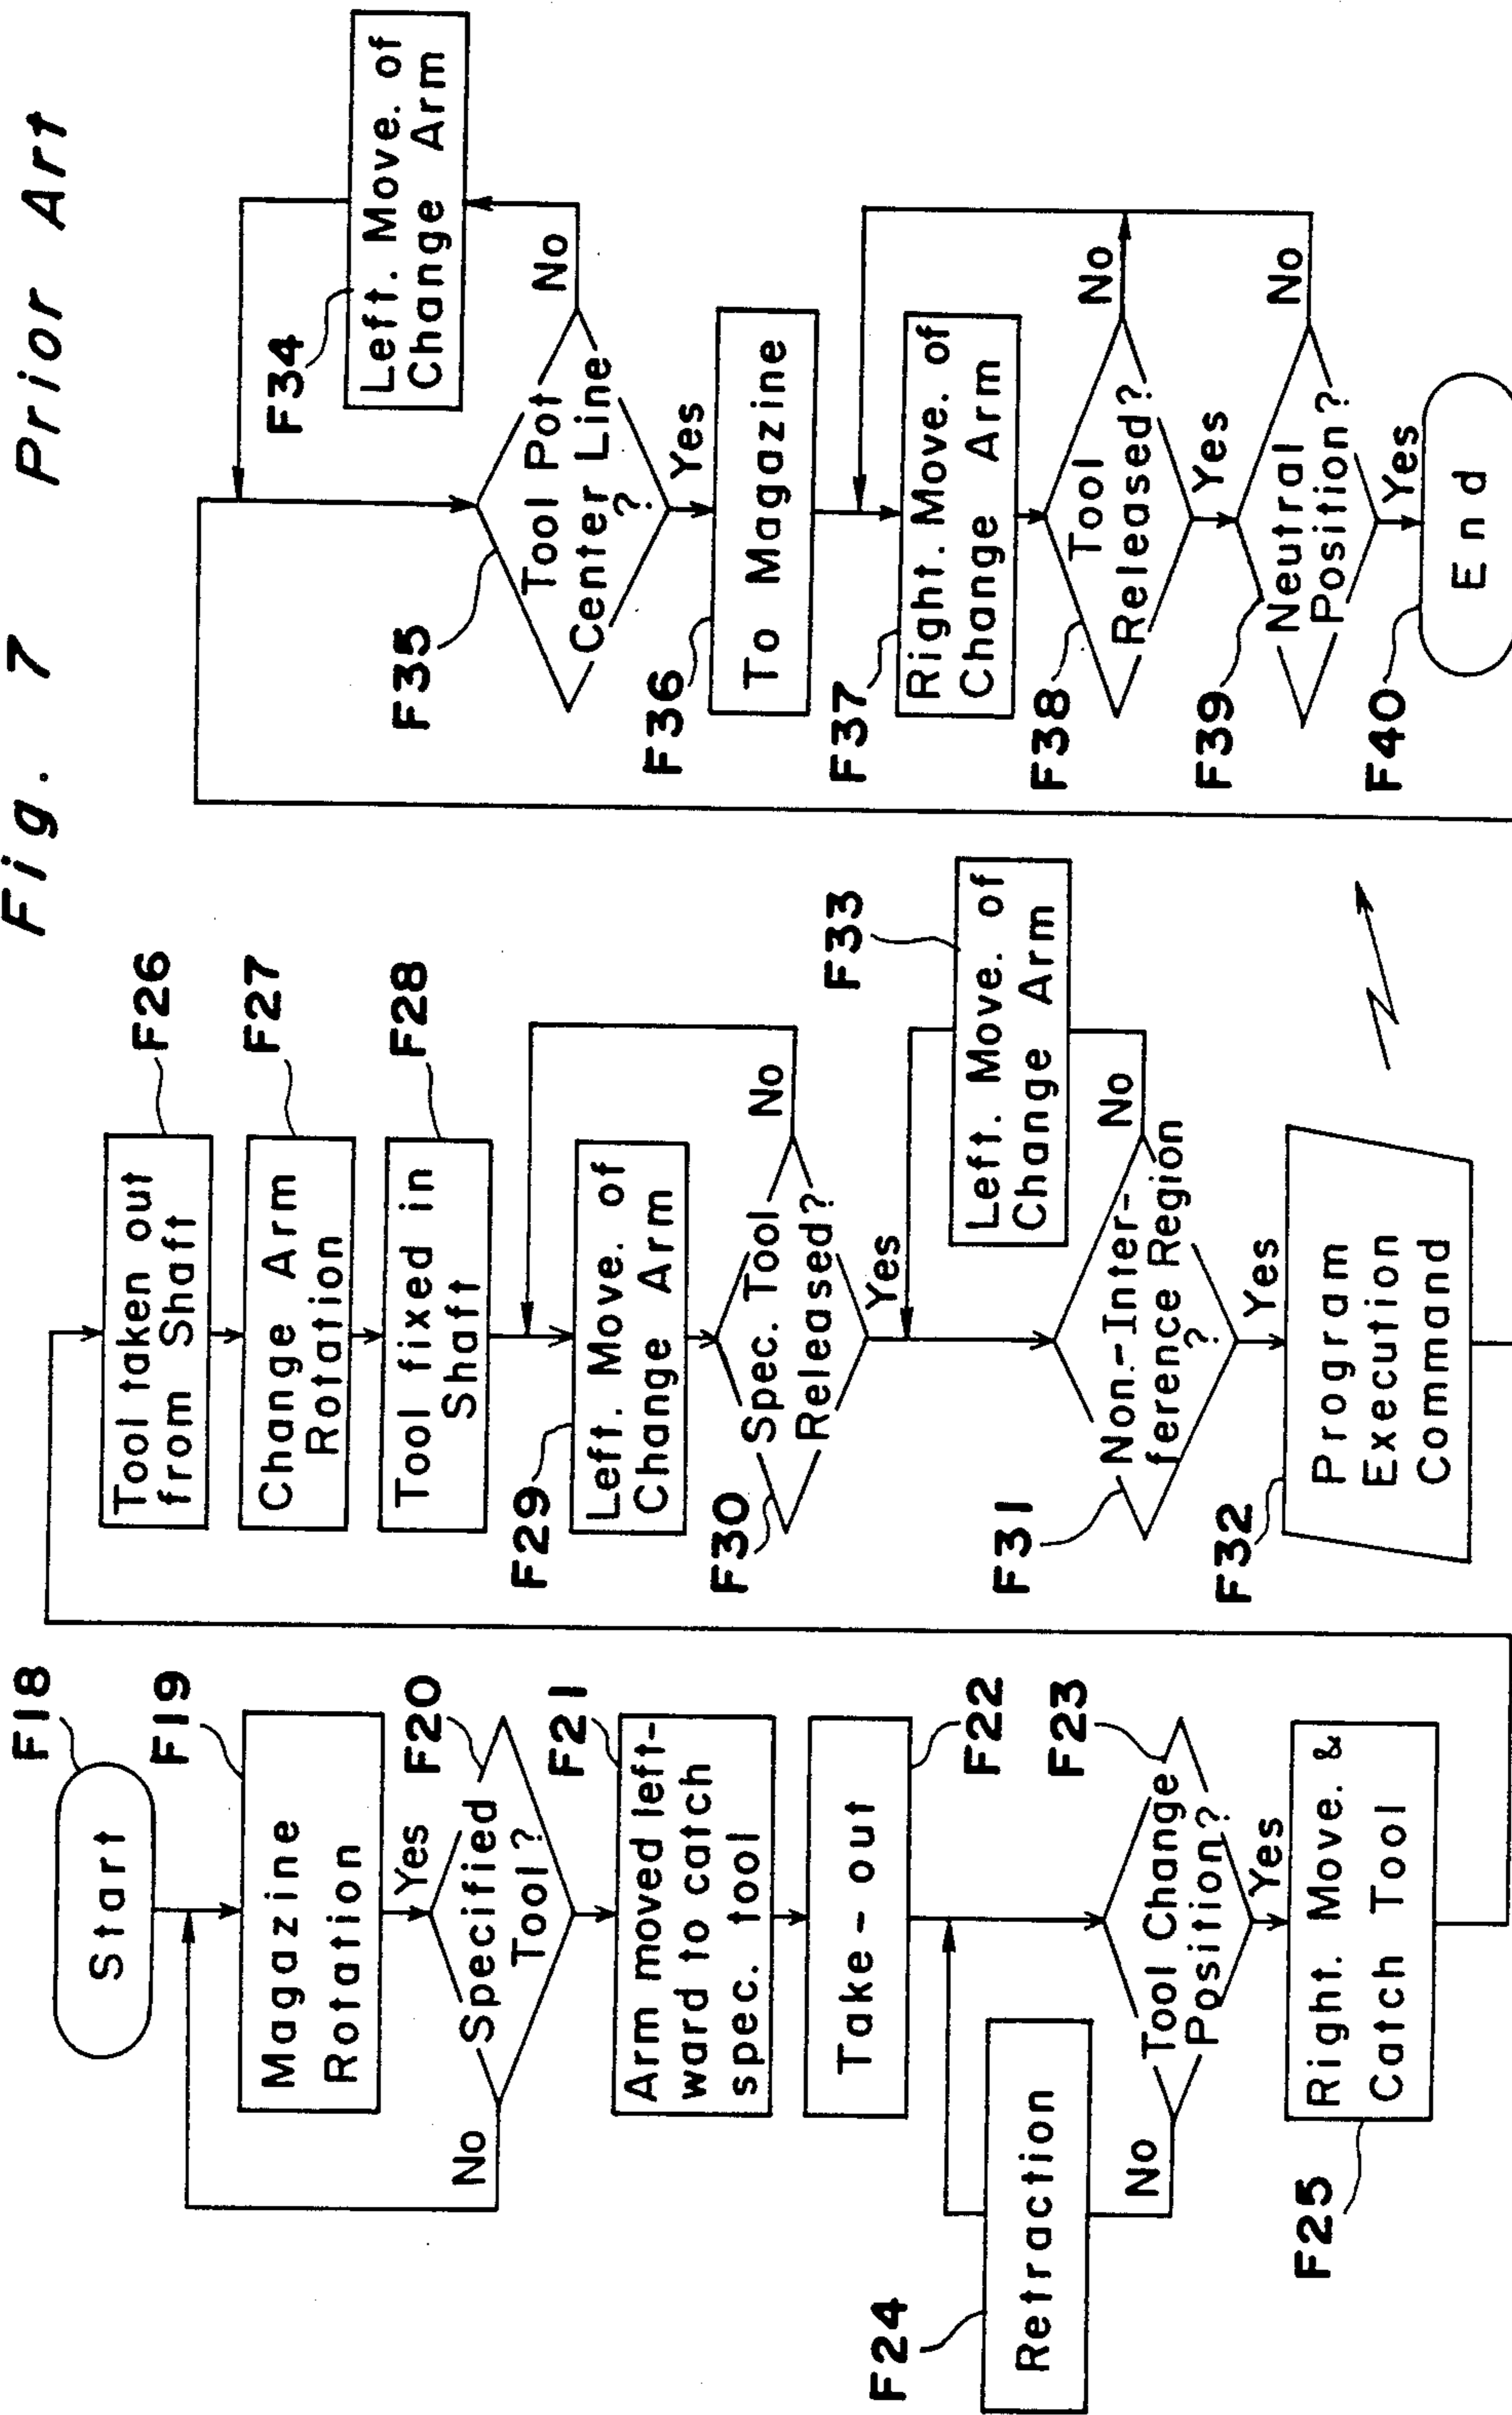 Fig. 7 Prior Art
F18
Start
F19
Magazine
Rotation
Yes
F20
Specified
Tool?
No
F21
Arm moved left-
ward to catch
spec. tool
F22
Take-out
F23
Tool Change
Position?
No
F24
Retraction
Yes
F25
Right. Move. &
Catch Tool
F26
Tool taken out
from Shaft
F27
Change Arm
Rotation
F28
Tool fixed in
Shaft
F29
Left. Move. of
Change Arm
F30
Spec. Tool
Released?
No
Yes
F31
Non.-Inter-
ference Region
?
No
F33
Left. Move. of
Change Arm
Yes
F32
Program
Execution
Command
F34
Left. Move. of
Change Arm
F35
Tool Pot
Center Line
?
No
Yes
F36
To Magazine
F37
Right. Move. of
Change Arm
F38
Tool
Released?
No
Yes
F39
Neutral
Position?
No
Yes
F40
End